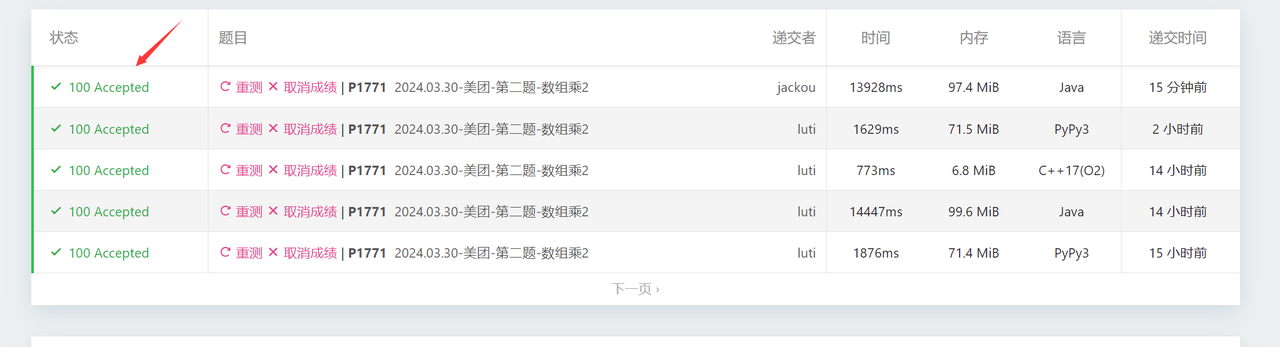 状态 题目 递交者 时间 内存 语言 递交时间
100 Accepted 重测 取消成绩 | P1771 2024.03.30-美团-第二题-数组乘2 jackou 13928ms 97.4 MiB Java 15 分钟前
100 Accepted 重测 取消成绩 | P1771 2024.03.30-美团-第二题-数组乘2 luti 1629ms 71.5 MiB PyPy3 2 小时前
100 Accepted 重测 取消成绩 | P1771 2024.03.30-美团-第二题-数组乘2 luti 773ms 6.8 MiB C++17(O2) 14 小时前
100 Accepted 重测 取消成绩 | P1771 2024.03.30-美团-第二题-数组乘2 luti 14447ms 99.6 MiB Java 14 小时前
100 Accepted 重测 取消成绩 | P1771 2024.03.30-美团-第二题-数组乘2 luti 1876ms 71.4 MiB PyPy3 15 小时前
下一页 ›